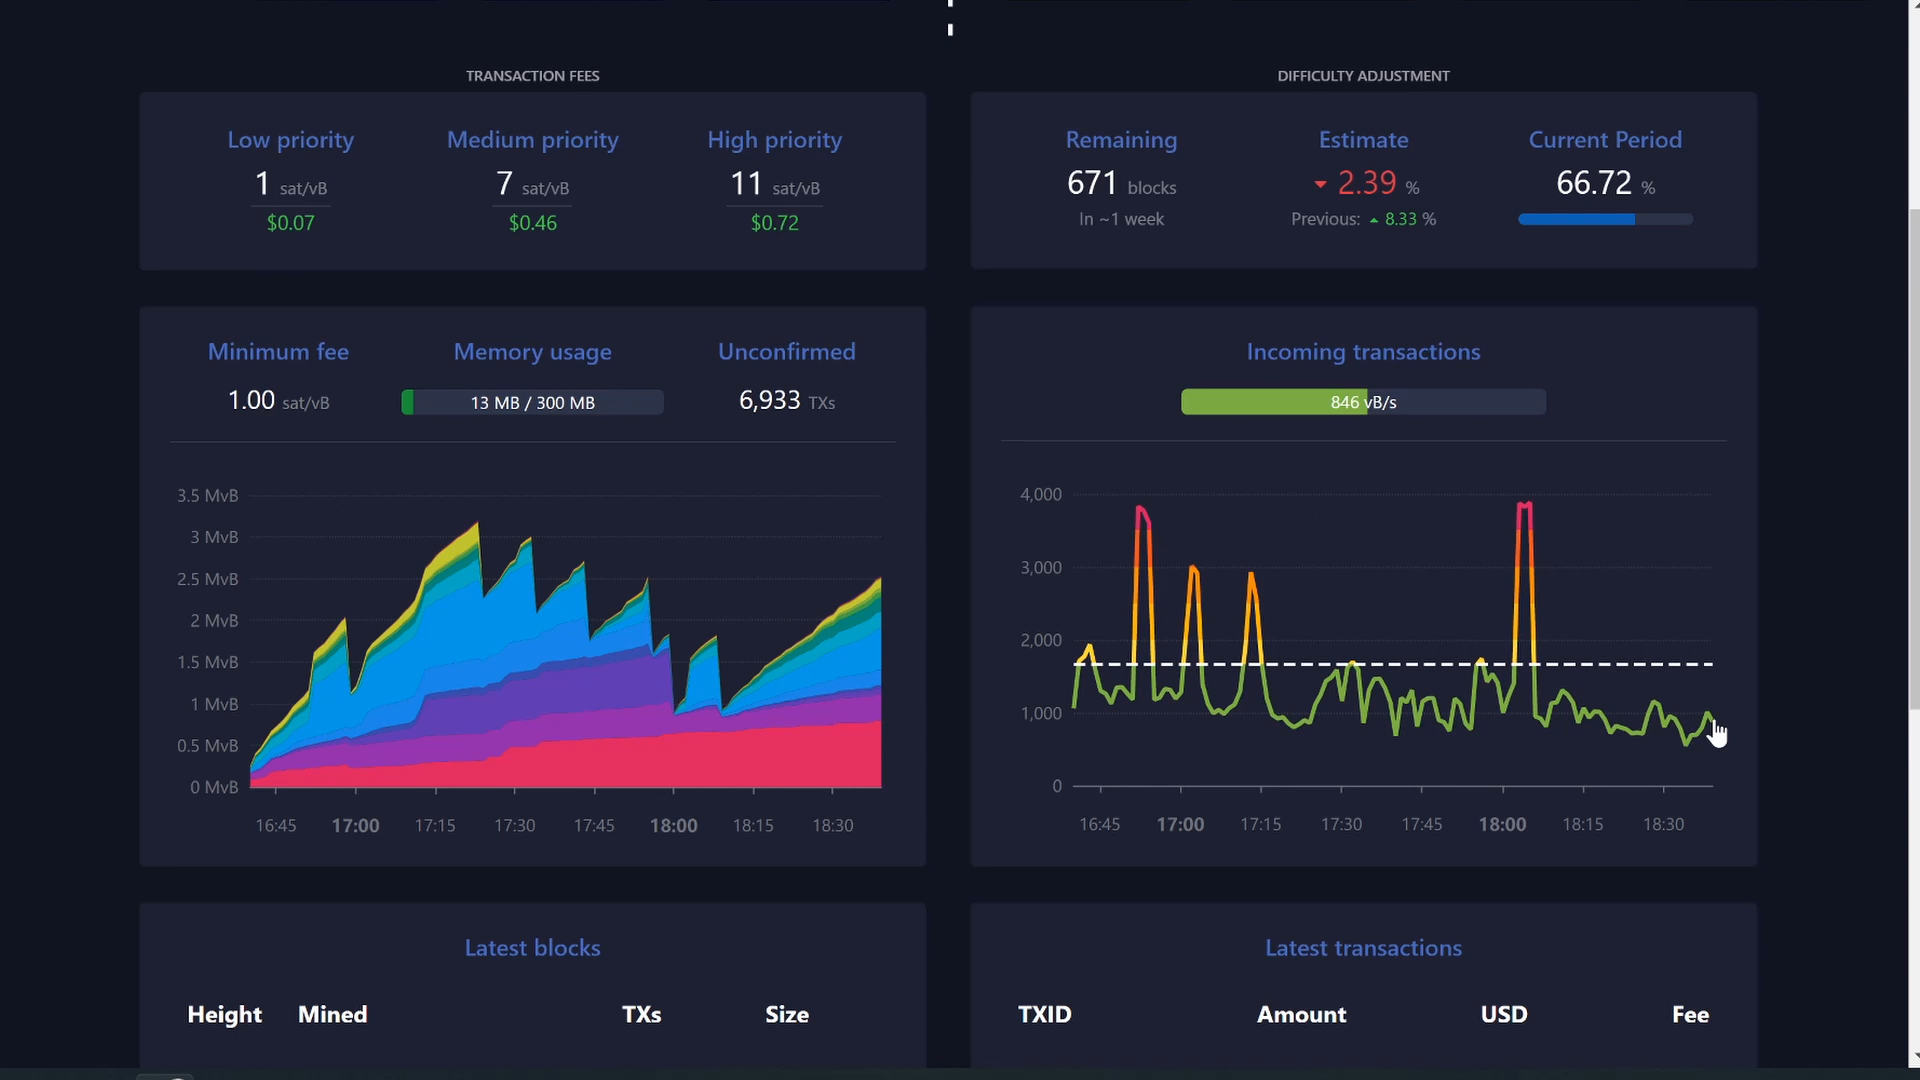 TRANSACTION FEES
Low priority
Medium priority
High priority
1 sat/vB
7 sat/vB
11 sat/vB
$0.07
$0.46
$0.72
DIFFICULTY ADJUSTMENT
Remaining
Estimate
Current Period
671 blocks
2.39 %
66.72 %
In ~1 week
Previous: 8.33 %
Minimum fee
Memory usage
Unconfirmed
1.00 sat/vB
13 MB / 300 MB
6,933 TXs
3.5 MvB
3 MvB
2.5 MvB
2 MvB
1.5 MvB
1 MvB
0.5 MvB
0 MvB
16:45 17:00 17:15 17:30 17:45 18:00 18:15 18:30
Incoming transactions
846 vB/s
4,000
3,000
2,000
1,000
0
16:45 17:00 17:15 17:30 17:45 18:00 18:15 18:30
Latest blocks
Height Mined TXs Size
Latest transactions
TXID Amount USD Fee